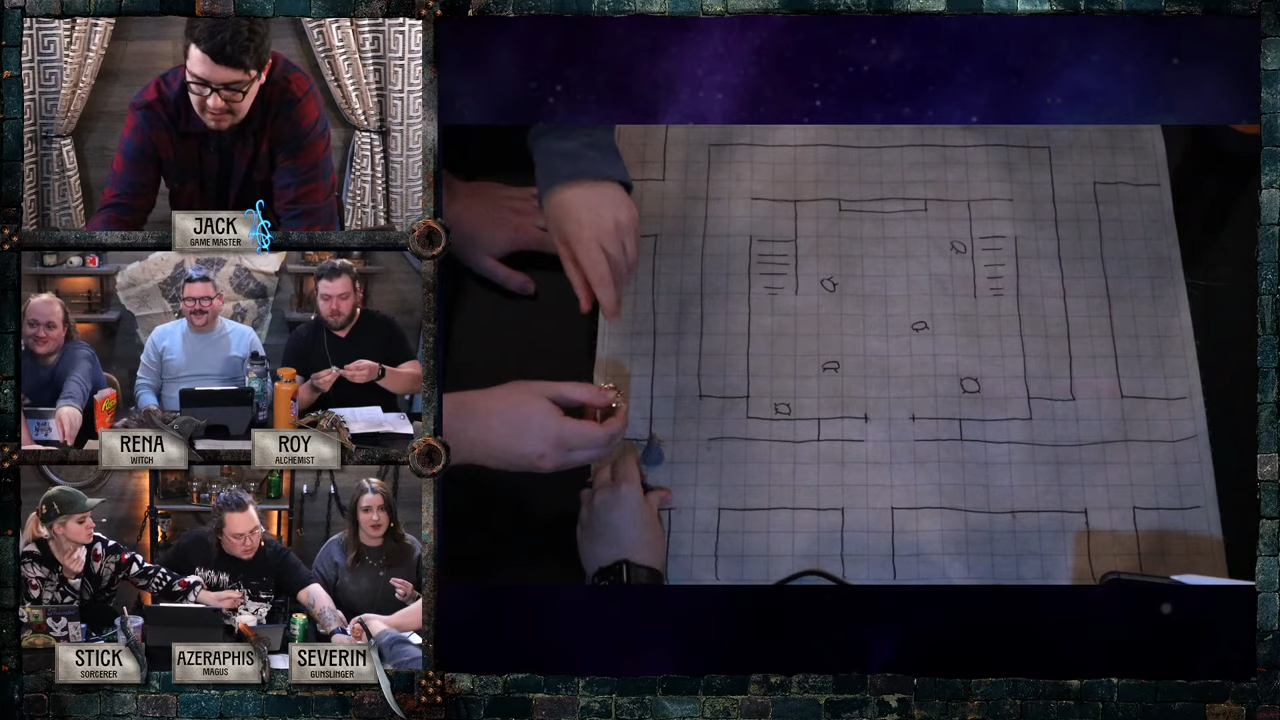 JACK
GAME MASTER
RENA
WITCH
ROY
ALCHEMIST
STICK
SORCERER
AZERAPHIS
MAGUS
SEVERIN
GUNSLINGER